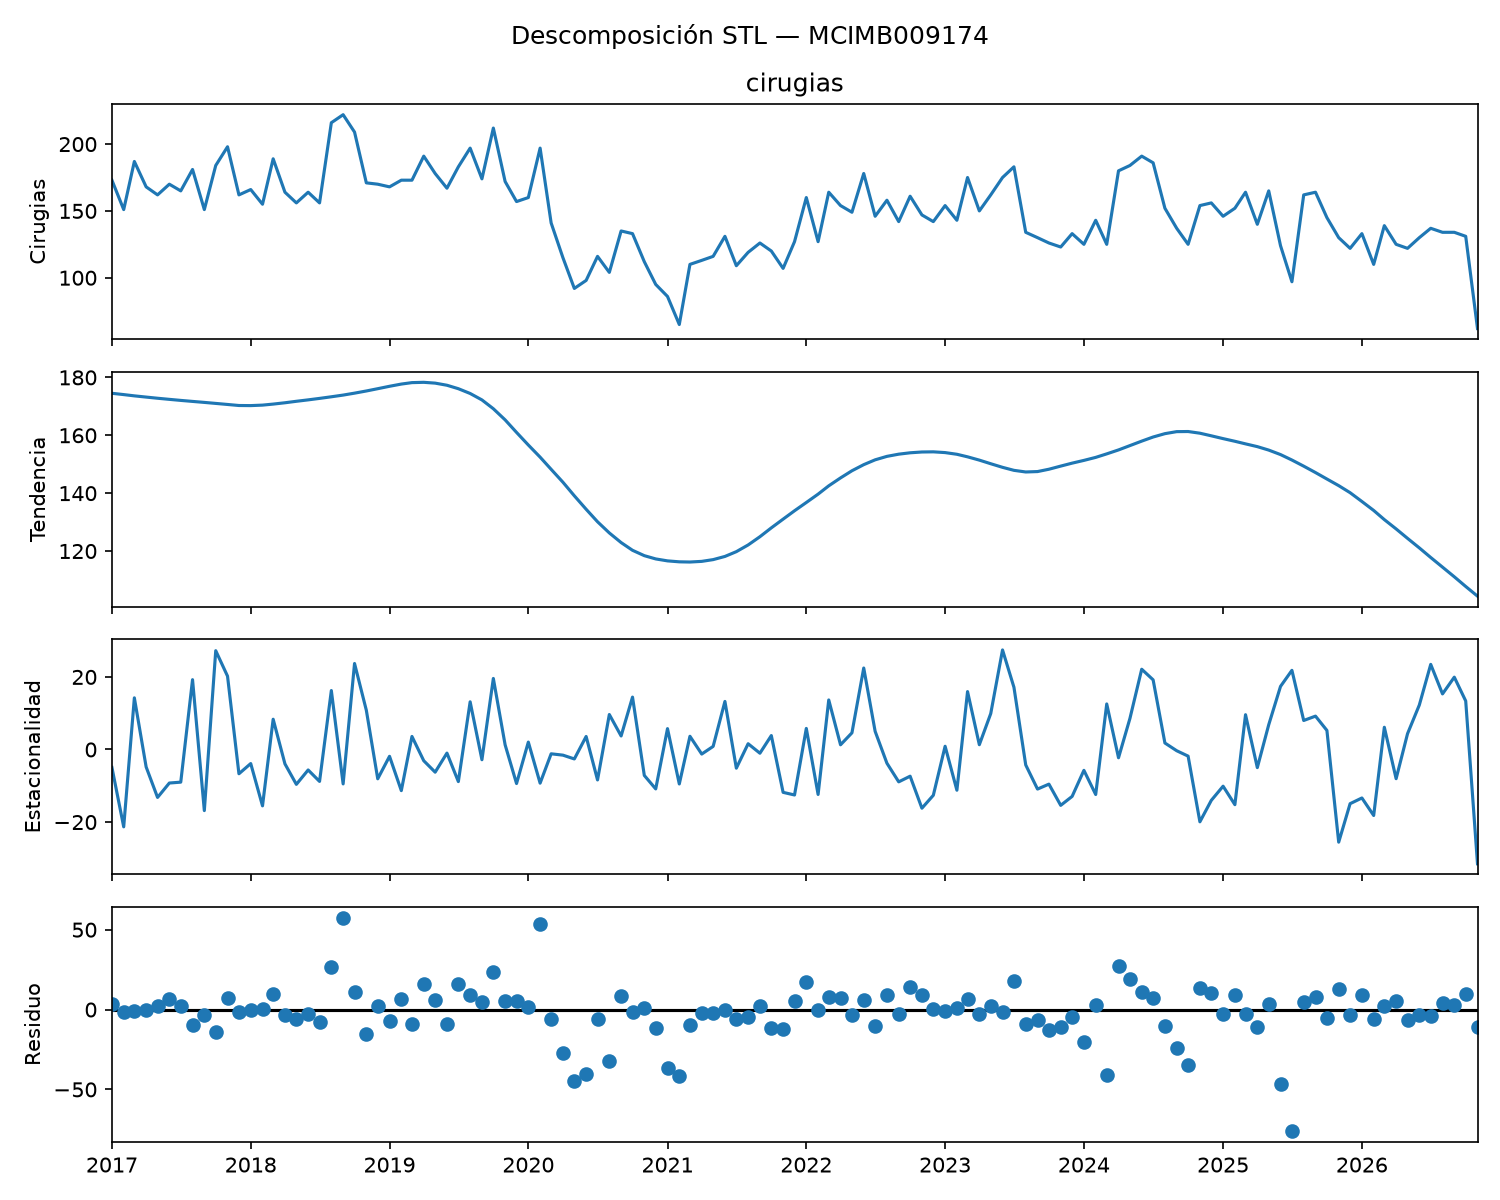 Descomposición STL — MCIMB009174
cirugias
Cirugias
200
150
100
Tendencia
180
160
140
120
Estacionalidad
20
0
−20
Residuo
50
0
−50
2017 2018 2019 2020 2021 2022 2023 2024 2025 2026